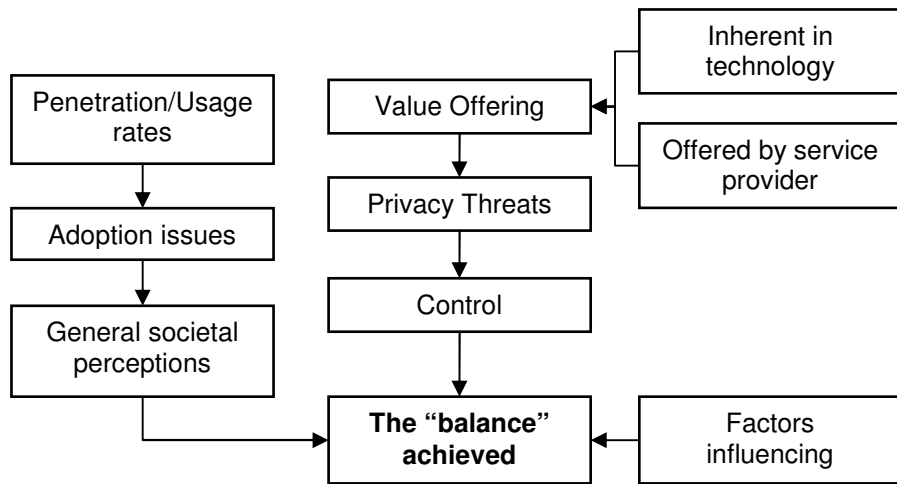 Penetration/Usage
rates
Adoption issues
General societal
perceptions
Value Offering
Privacy Threats
Control
The “balance”
achieved
Inherent in
technology
Offered by service
provider
Factors
influencing